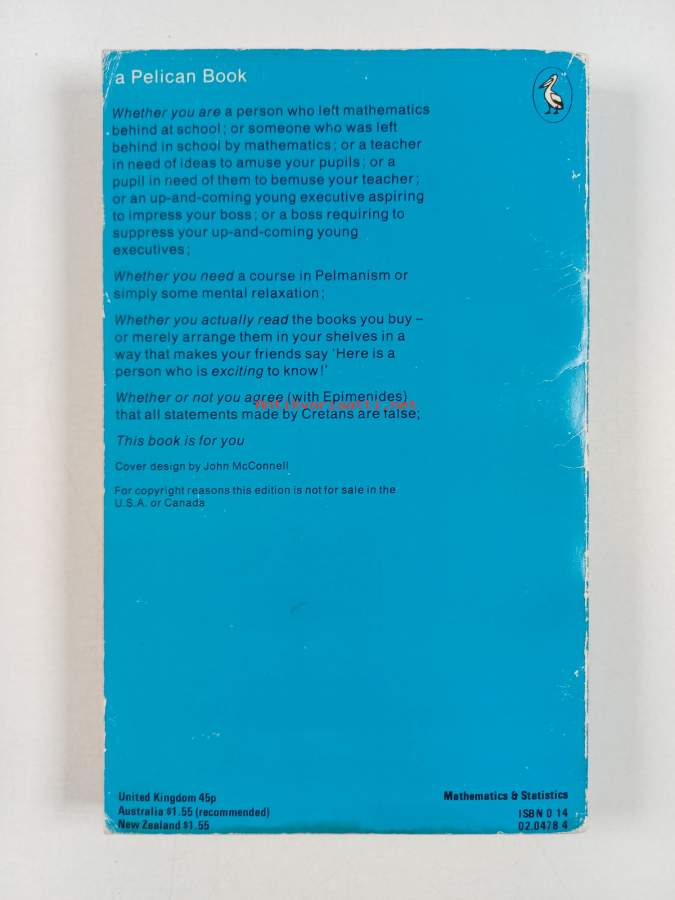 a Pelican Book
Whether you are a person who left mathematics
behind at school; or someone who was left
behind in school by mathematics; or a teacher
in need of ideas to amuse your pupils; or a
pupil in need of them to bemuse your teacher;
or an up-and-coming young executive aspiring
to impress your boss; or a boss requiring to
suppress your up-and-coming young
executives;
Whether you need a course in Pelmanism or
simply some mental relaxation;
Whether you actually read the books you buy –
or merely arrange them in your shelves in a
way that makes your friends say 'Here is a
person who is exciting to know!'
Whether or not you agree (with Epimenides)
that all statements made by Cretans are false;
This book is for you
Cover design by John McConnell
For copyright reasons this edition is not for sale in the
U.S.A. or Canada
United Kingdom 45p
Australia $1.55 (recommended)
New Zealand $1.55
Mathematics & Statistics
ISBN 0 14
02.0478 4